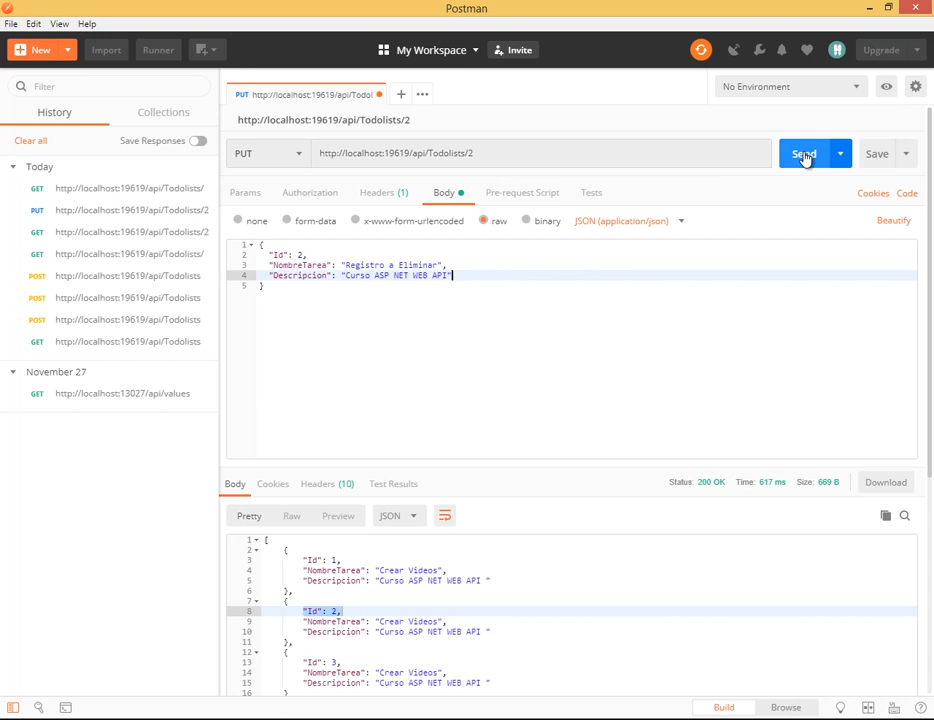 Postman
File Edit View Help
New Import Runner My Workspace Invite Upgrade
Filter
History Collections
Clear all Save Responses
Today
GET http://localhost:19619/api/Todolists/
PUT http://localhost:19619/api/Todolists/2
GET http://localhost:19619/api/Todolists/2
GET http://localhost:19619/api/Todolists/
POST http://localhost:19619/api/Todolists
POST http://localhost:19619/api/Todolists
POST http://localhost:19619/api/Todolists
GET http://localhost:19619/api/Todolists
November 27
GET http://localhost:13027/api/values
PUT http://localhost:19619/api/Todol
No Environment
http://localhost:19619/api/Todolists/2
PUT http://localhost:19619/api/Todolists/2 Send Save
Params Authorization Headers (1) Body Pre-request Script Tests Cookies Code
none form-data x-www-form-urlencoded raw binary JSON (application/json) Beautify
1 {
2 "Id": 2,
3 "NombreTarea": "Registro a Eliminar",
4 "Descripcion": "Curso ASP NET WEB API"
5 }
Body Cookies Headers (10) Test Results Status: 200 OK Time: 617 ms Size: 669 B Download
Pretty Raw Preview JSON
1 [
2 {
3 "Id": 1,
4 "NombreTarea": "Crear Videos",
5 "Descripcion": "Curso ASP NET WEB API "
6 },
7 {
8 "Id": 2,
9 "NombreTarea": "Crear Videos",
10 "Descripcion": "Curso ASP NET WEB API "
11 },
12 {
13 "Id": 3,
14 "NombreTarea": "Crear Videos",
15 "Descripcion": "Curso ASP NET WEB API "
16 }
Build Browse